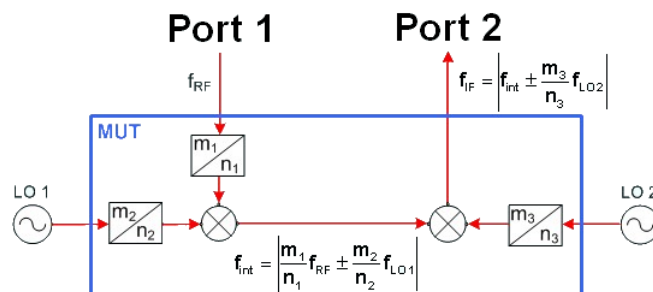 Port 1 Port 2
f_RF
f_IF = |f_int ± m_3/n_3 f_LO2|
MUT
m_1/n_1
LO 1
m_2/n_2
m_3/n_3
LO 2
f_int = |m_1/n_1 f_RF ± m_2/n_2 f_LO1|